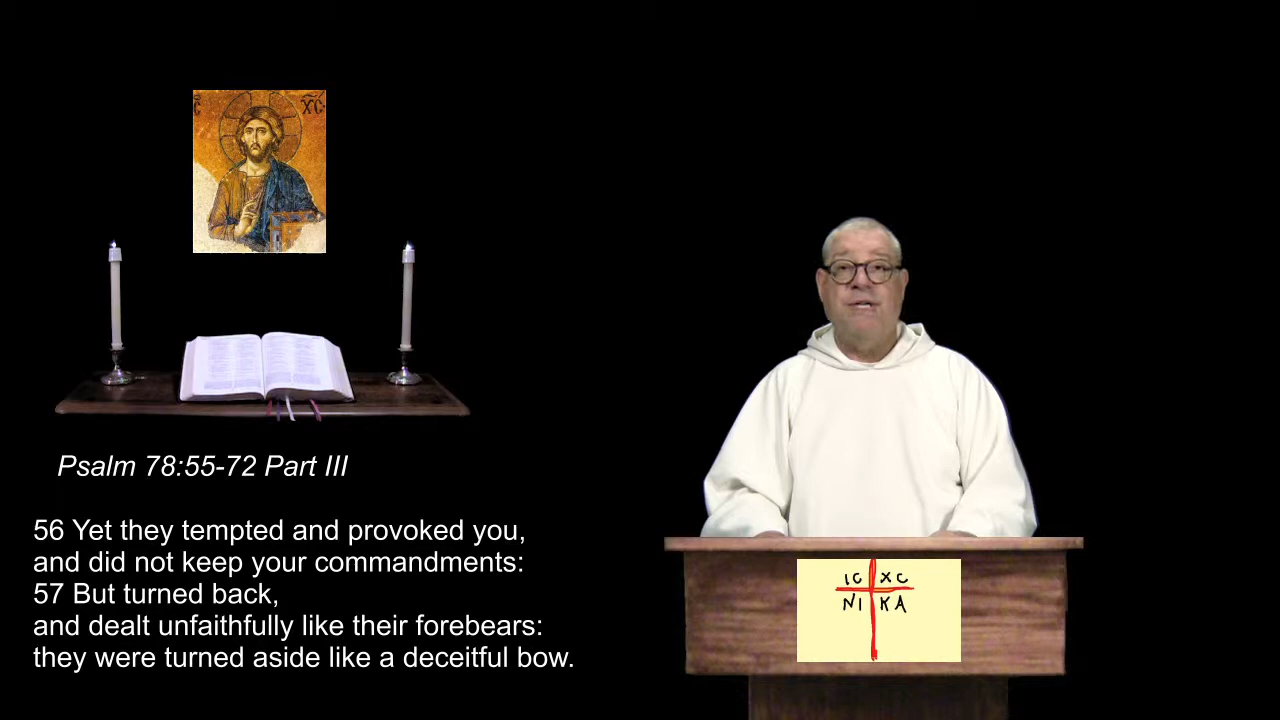 IC XC
Psalm 78:55-72 Part III
56 Yet they tempted and provoked you,
and did not keep your commandments:
57 But turned back,
and dealt unfaithfully like their forebears:
they were turned aside like a deceitful bow.
IC XC
NI KA